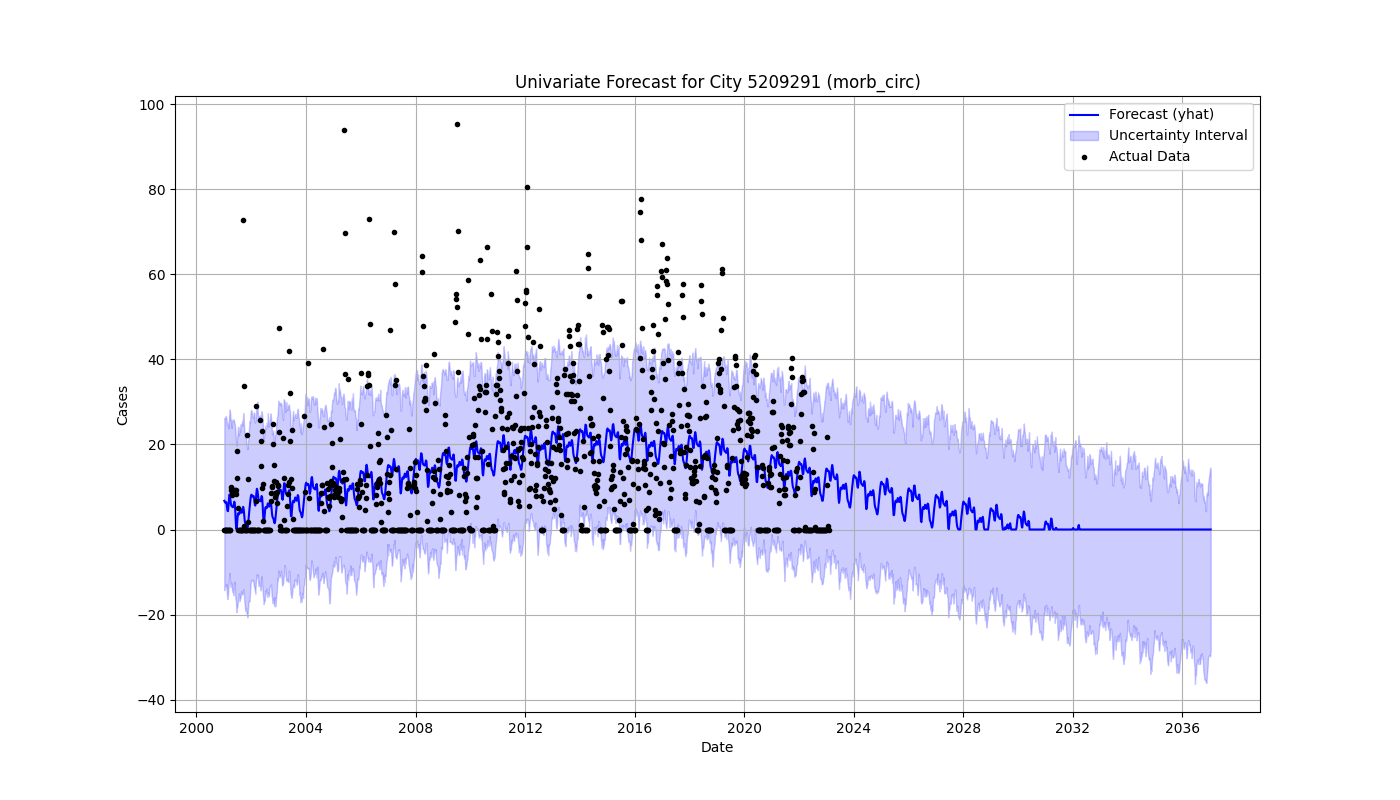 Univariate Forecast for City 5209291 (morb_circ)
100
80
60
40
20
0
−20
−40
Cases
Forecast (yhat)
Uncertainty Interval
Actual Data
2000 2004 2008 2012 2016 2020 2024 2028 2032 2036
Date